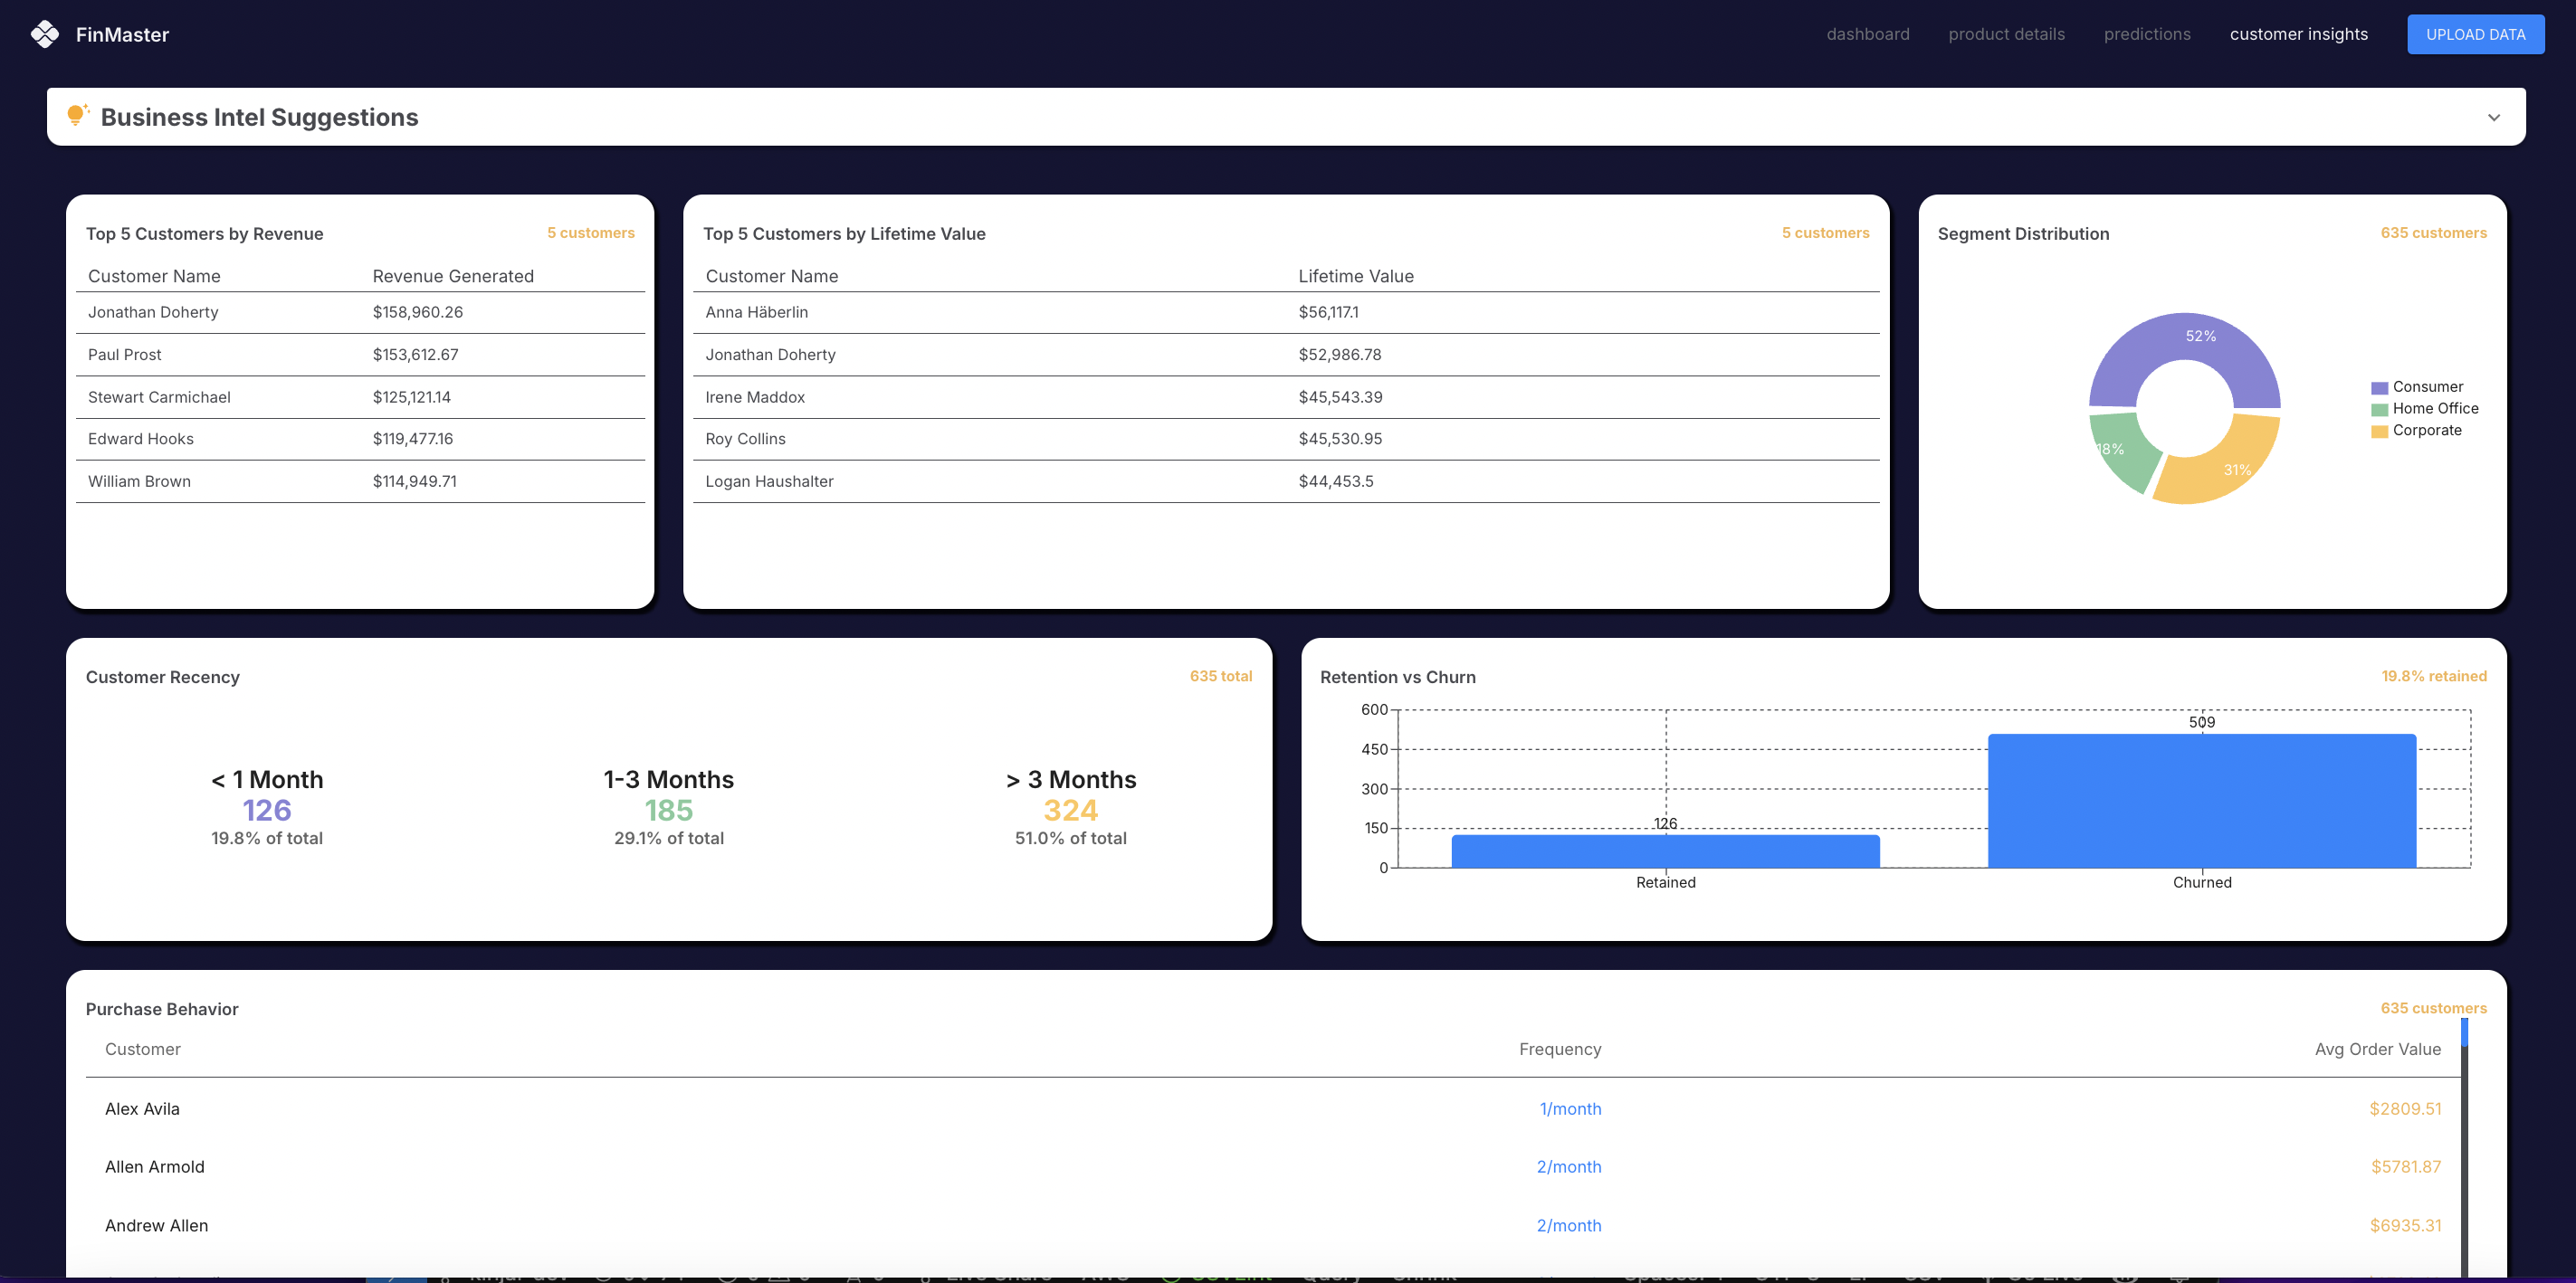 FinMaster
dashboard product details predictions customer insights UPLOAD DATA
Business Intel Suggestions
Top 5 Customers by Revenue 5 customers
Customer Name Revenue Generated
Jonathan Doherty $158,960.26
Paul Prost $153,612.67
Stewart Carmichael $125,121.14
Edward Hooks $119,477.16
William Brown $114,949.71
Top 5 Customers by Lifetime Value 5 customers
Customer Name Lifetime Value
Anna Häberlin $56,117.1
Jonathan Doherty $52,986.78
Irene Maddox $45,543.39
Roy Collins $45,530.95
Logan Haushalter $44,453.5
Segment Distribution 635 customers
52%
18%
31%
Consumer
Home Office
Corporate
Customer Recency 635 total
< 1 Month
126
19.8% of total
1-3 Months
185
29.1% of total
> 3 Months
324
51.0% of total
Retention vs Churn 19.8% retained
600
450
300
150
0
126
509
Retained Churned
Purchase Behavior 635 customers
Customer Frequency Avg Order Value
Alex Avila 1/month $2809.51
Allen Armold 2/month $5781.87
Andrew Allen 2/month $6935.31